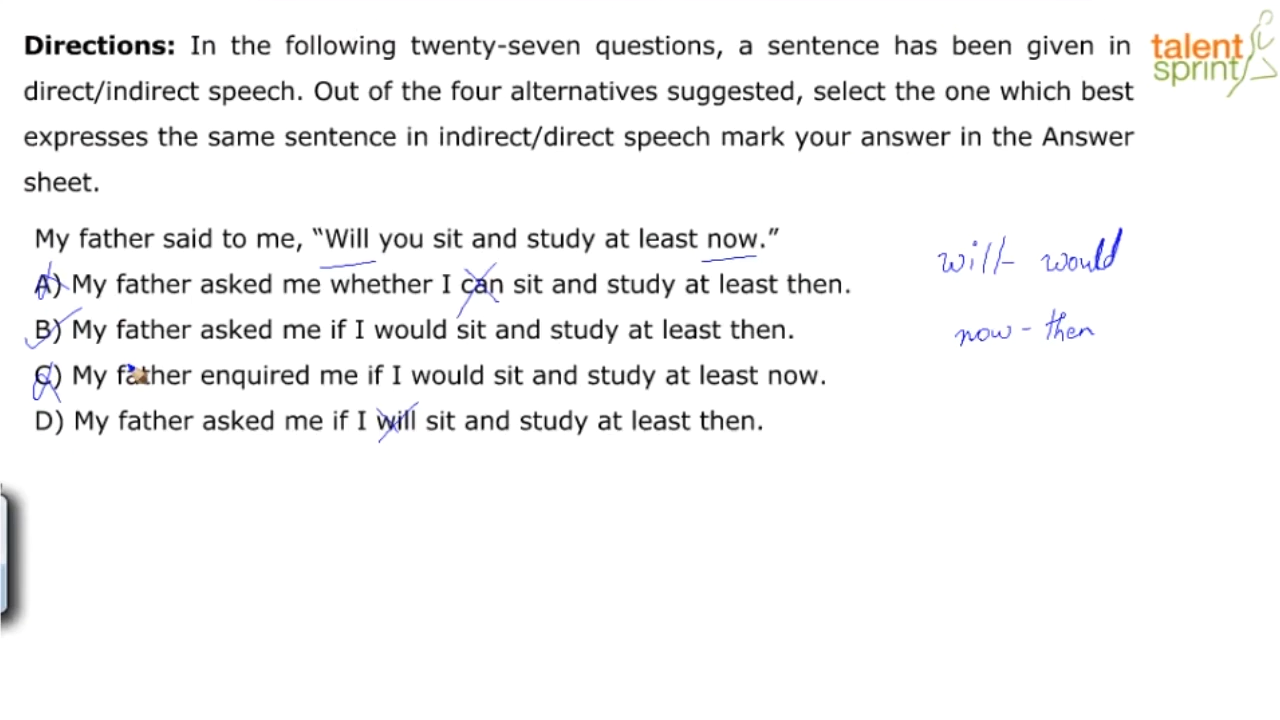 Directions: In the following twenty-seven questions, a sentence has been given in
direct/indirect speech. Out of the four alternatives suggested, select the one which best
expresses the same sentence in indirect/direct speech mark your answer in the Answer
sheet.
talent
sprint
My father said to me, “Will you sit and study at least now.”
A) My father asked me whether I can sit and study at least then.
B) My father asked me if I would sit and study at least then.
C) My father enquired me if I would sit and study at least now.
D) My father asked me if I will sit and study at least then.
will- would
now - then